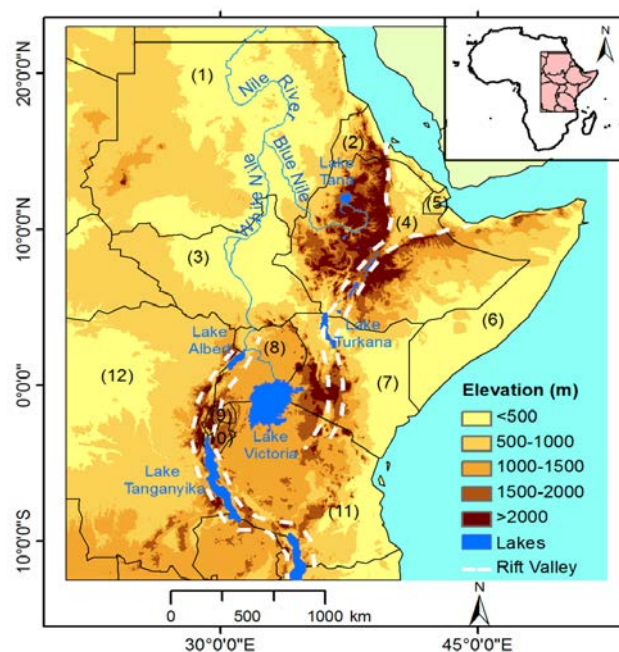 N
20°0'0"N
10°0'0"N
0°0'0"
10°0'0"S
(1)
Nile River
(2)
Lake
Tana
Blue Nile
White Nile
(5)
(4)
(3)
(6)
Lake
Turkana
Lake
Albert
(8)
(7)
(12)
(9)
Lake
Victoria
Lake
Tanganyika
(11)
Elevation (m)
<500
500-1000
1000-1500
1500-2000
>2000
Lakes
Rift Valley
N
0 500 1000 km
30°0'0"E 45°0'0"E